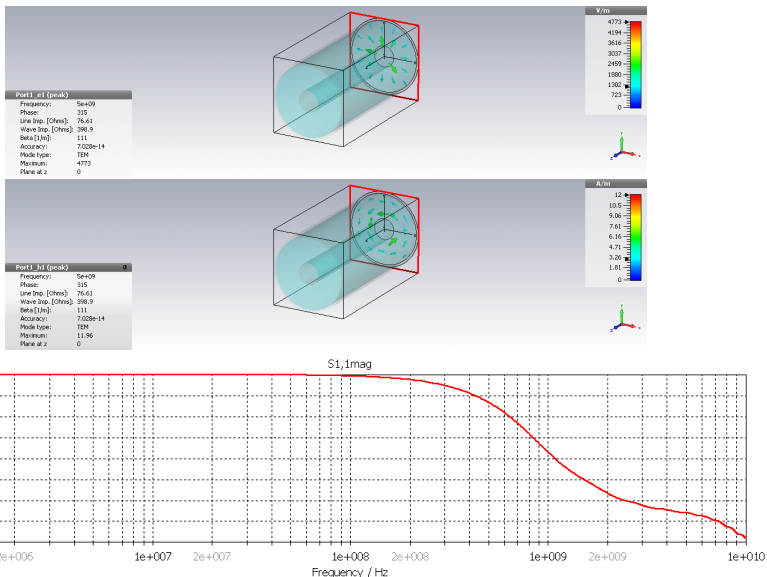 V/m
4773
4194
3616
3037
2459
1880
1302
723
0
Port1_e1 (peak)
Frequency: 5e+09
Phase: 315
Line Imp. [Ohms]: 76.61
Wave Imp. [Ohms]: 398.9
Beta [1/m]: 111
Accuracy: 7.028e-14
Mode type: TEM
Maximum: 4773
Plane at z 0
y
z
x
A/m
12
10.5
9.06
7.61
6.16
4.71
3.26
1.81
0
Port1_h1 (peak)
Frequency: 5e+09
Phase: 315
Line Imp. [Ohms]: 76.61
Wave Imp. [Ohms]: 398.9
Beta [1/m]: 111
Accuracy: 7.028e-14
Mode type: TEM
Maximum: 11.96
Plane at z 0
y
z
x
S1,1mag
e+006 1e+007 2e+007 1e+008 2e+008 1e+009 2e+009 1e+010
Frequency / Hz